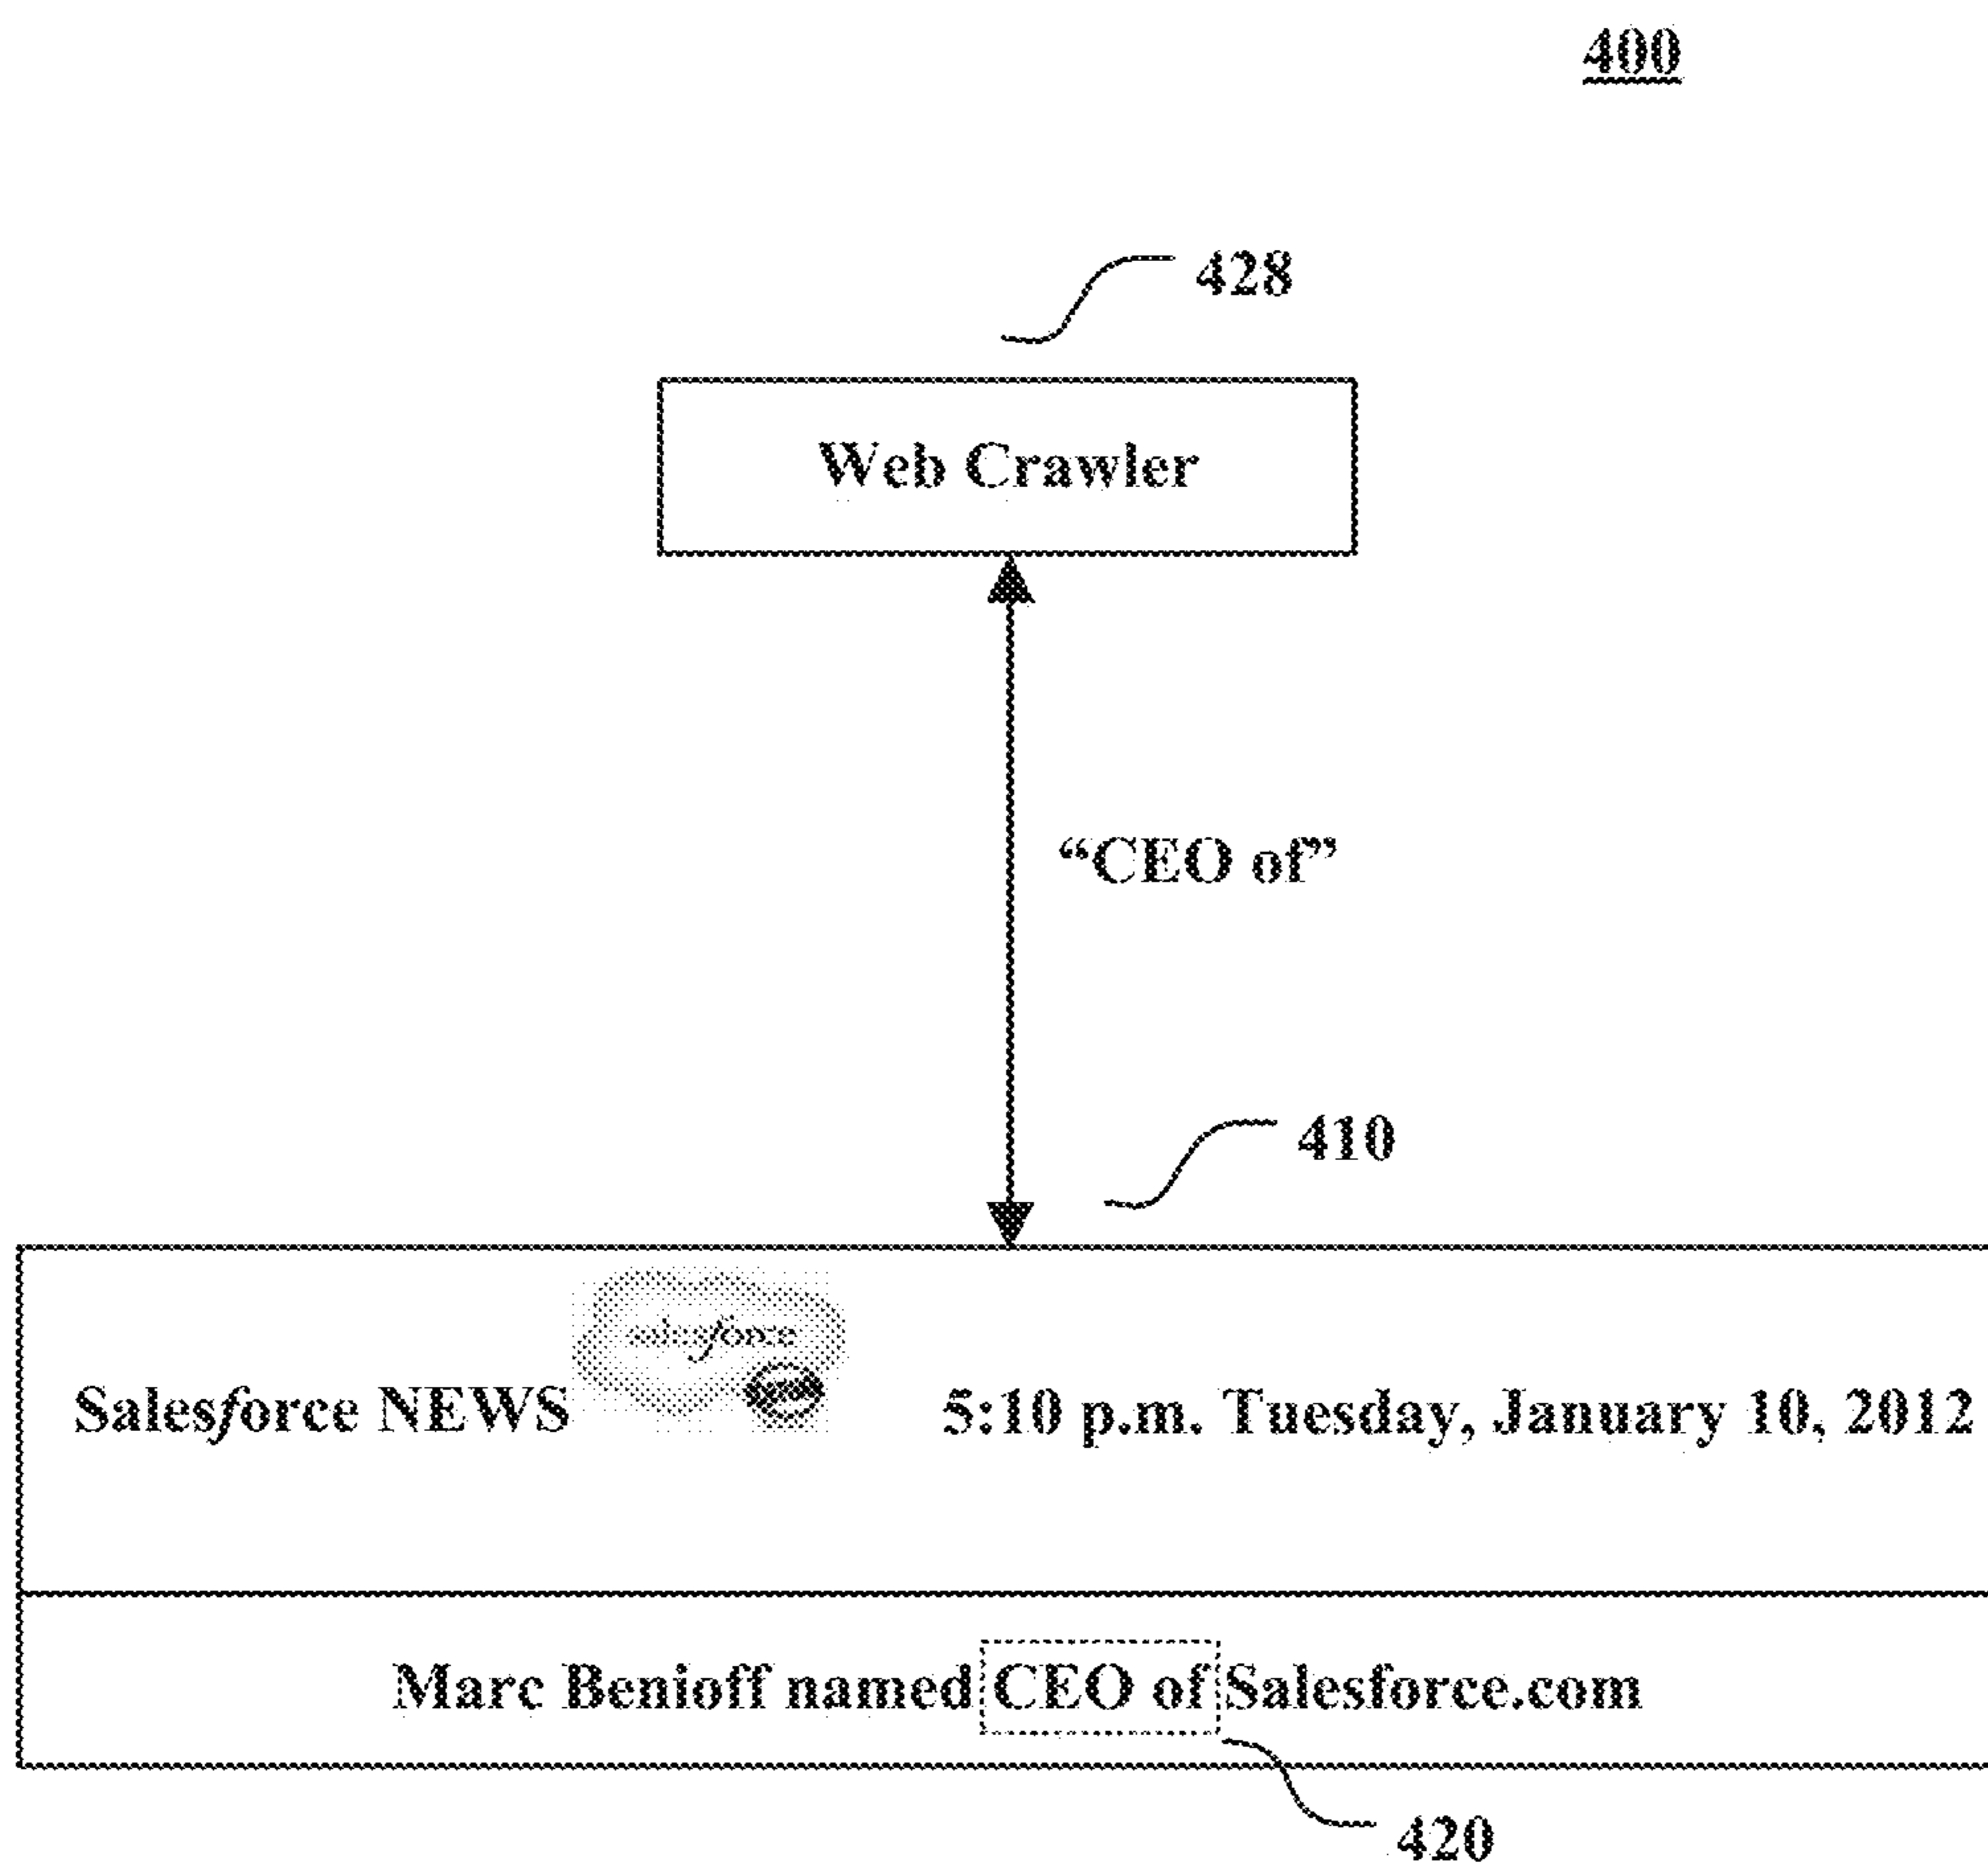 400
428
Web Crawler
“CEO of”
410
salesforce
Salesforce NEWS
5:10 p.m. Tuesday, January 10, 2012
Marc Benioff named CEO of Salesforce.com
420